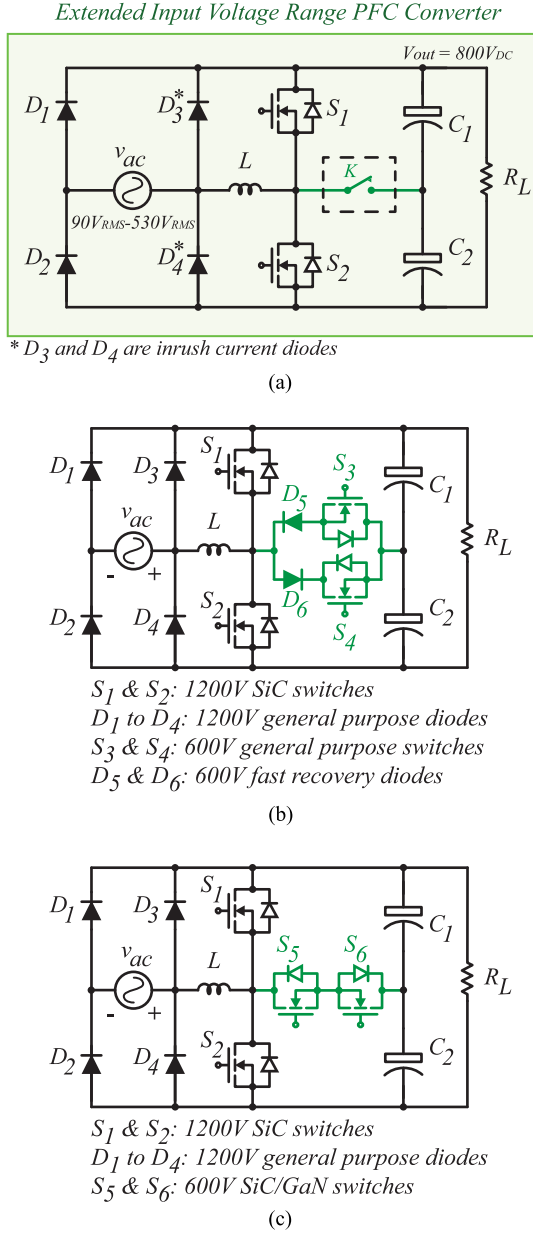 Extended Input Voltage Range PFC Converter
Vout = 800VDC
D1
D3*
S1
C1
vac
L
K
RL
90VRMS-530VRMS
D2
D4*
S2
C2
* D3 and D4 are inrush current diodes
(a)
D1
D3
S1
S3
C1
D5
vac
L
RL
- +
D2
D4
S2
D6
C2
S4
S1 & S2: 1200V SiC switches
D1 to D4: 1200V general purpose diodes
S3 & S4: 600V general purpose switches
D5 & D6: 600V fast recovery diodes
(b)
D1
D3
S1
C1
S5
S6
vac
L
RL
- +
D2
D4
S2
C2
S1 & S2: 1200V SiC switches
D1 to D4: 1200V general purpose diodes
S5 & S6: 600V SiC/GaN switches
(c)